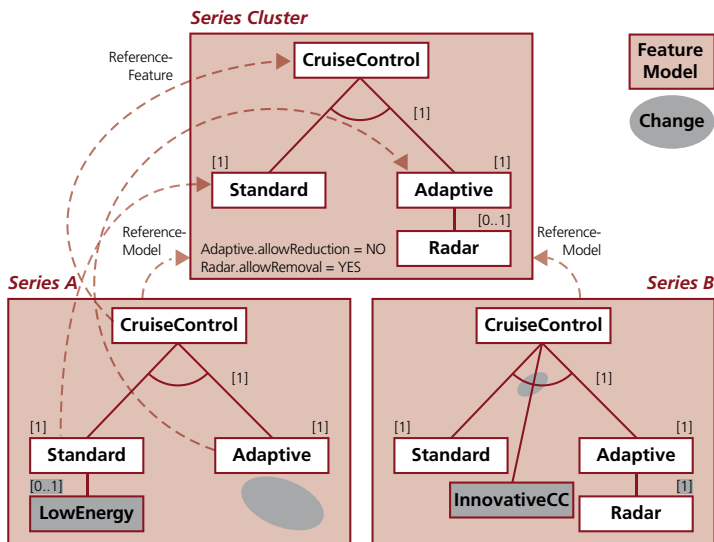 Series Cluster
Reference-
Feature
CruiseControl
Feature
Model
Change
[1]
[1]
[1]
Standard
Adaptive
[0..1]
Reference-
Model
Radar
Reference-
Model
Adaptive.allowReduction = NO
Radar.allowRemoval = YES
Series A
CruiseControl
[1]
[1]
[1]
Standard
Adaptive
[0..1]
LowEnergy
Series B
CruiseControl
[1]
[1]
[1]
Standard
Adaptive
[1]
InnovativeCC
Radar